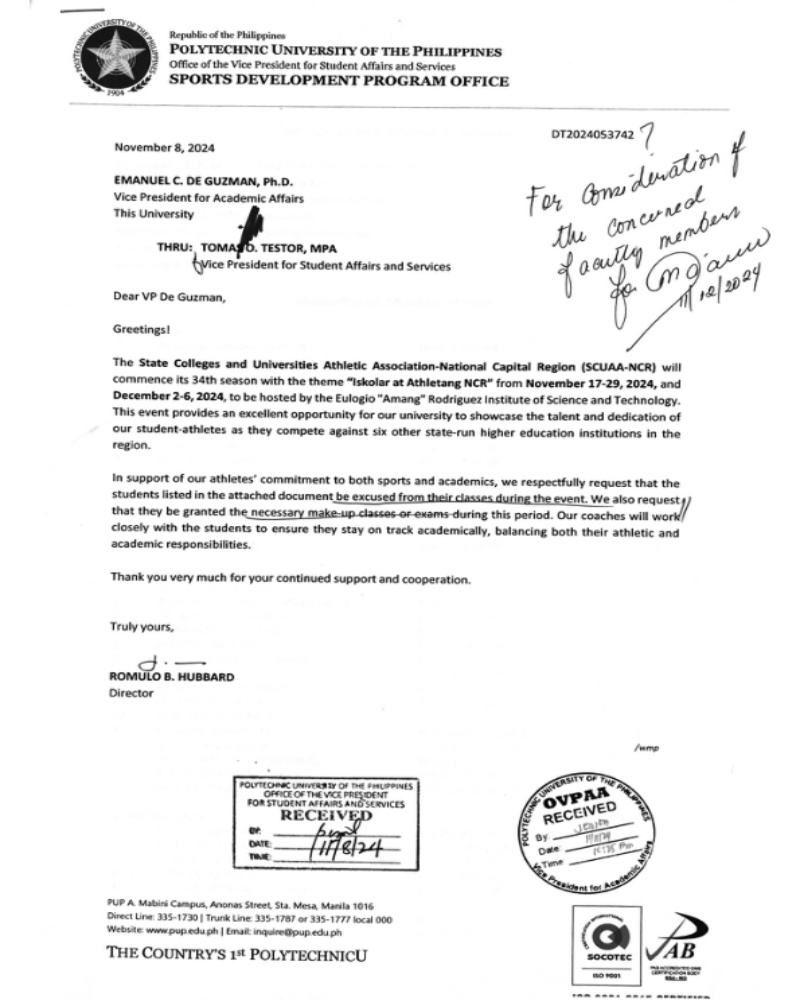 Republic of the Philippines
POLYTECHNIC UNIVERSITY OF THE PHILIPPINES
Office of the Vice President for Student Affairs and Services
SPORTS DEVELOPMENT PROGRAM OFFICE
POLYTECHNIC UNIVERSITY OF THE PHILIPPINES
1904
DT2024053742
November 8, 2024
For consideration of
the concerned
faculty members
11/12/2024
EMANUEL C. DE GUZMAN, Ph.D.
Vice President for Academic Affairs
This University
THRU: TOMAS O. TESTOR, MPA
Vice President for Student Affairs and Services
Dear VP De Guzman,
Greetings!
The State Colleges and Universities Athletic Association-National Capital Region (SCUAA-NCR) will
commence its 34th season with the theme "Iskolar at Athletang NCR" from November 17-29, 2024, and
December 2-6, 2024, to be hosted by the Eulogio "Amang" Rodriguez Institute of Science and Technology.
This event provides an excellent opportunity for our university to showcase the talent and dedication of
our student-athletes as they compete against six other state-run higher education institutions in the
region.
In support of our athletes' commitment to both sports and academics, we respectfully request that the
students listed in the attached document be excused from their classes during the event. We also request
that they be granted the necessary make-up classes or exams during this period. Our coaches will work
closely with the students to ensure they stay on track academically, balancing both their athletic and
academic responsibilities.
Thank you very much for your continued support and cooperation.
Truly yours,
ROMULO B. HUBBARD
Director
/wmp
POLYTECHNIC UNIVERSITY OF THE PHILIPPINES
OFFICE OF THE VICE PRESIDENT
FOR STUDENT AFFAIRS AND SERVICES
RECEIVED
BY:
DATE: 11/8/24
TIME:
POLYTECHNIC UNIVERSITY OF THE PHILIPPINES
OVPAA
RECEIVED
By
Date:
Time
Vice President for Academic Affairs
PUP A. Mabini Campus, Anonas Street, Sta. Mesa, Manila 1016
Direct Line: 335-1730 | Trunk Line: 335-1787 or 335-1777 local 000
Website: www.pup.edu.ph | Email: inquire@pup.edu.ph
THE COUNTRY'S 1st POLYTECHNICU
SOCOTEC
ISO 9001
PAB